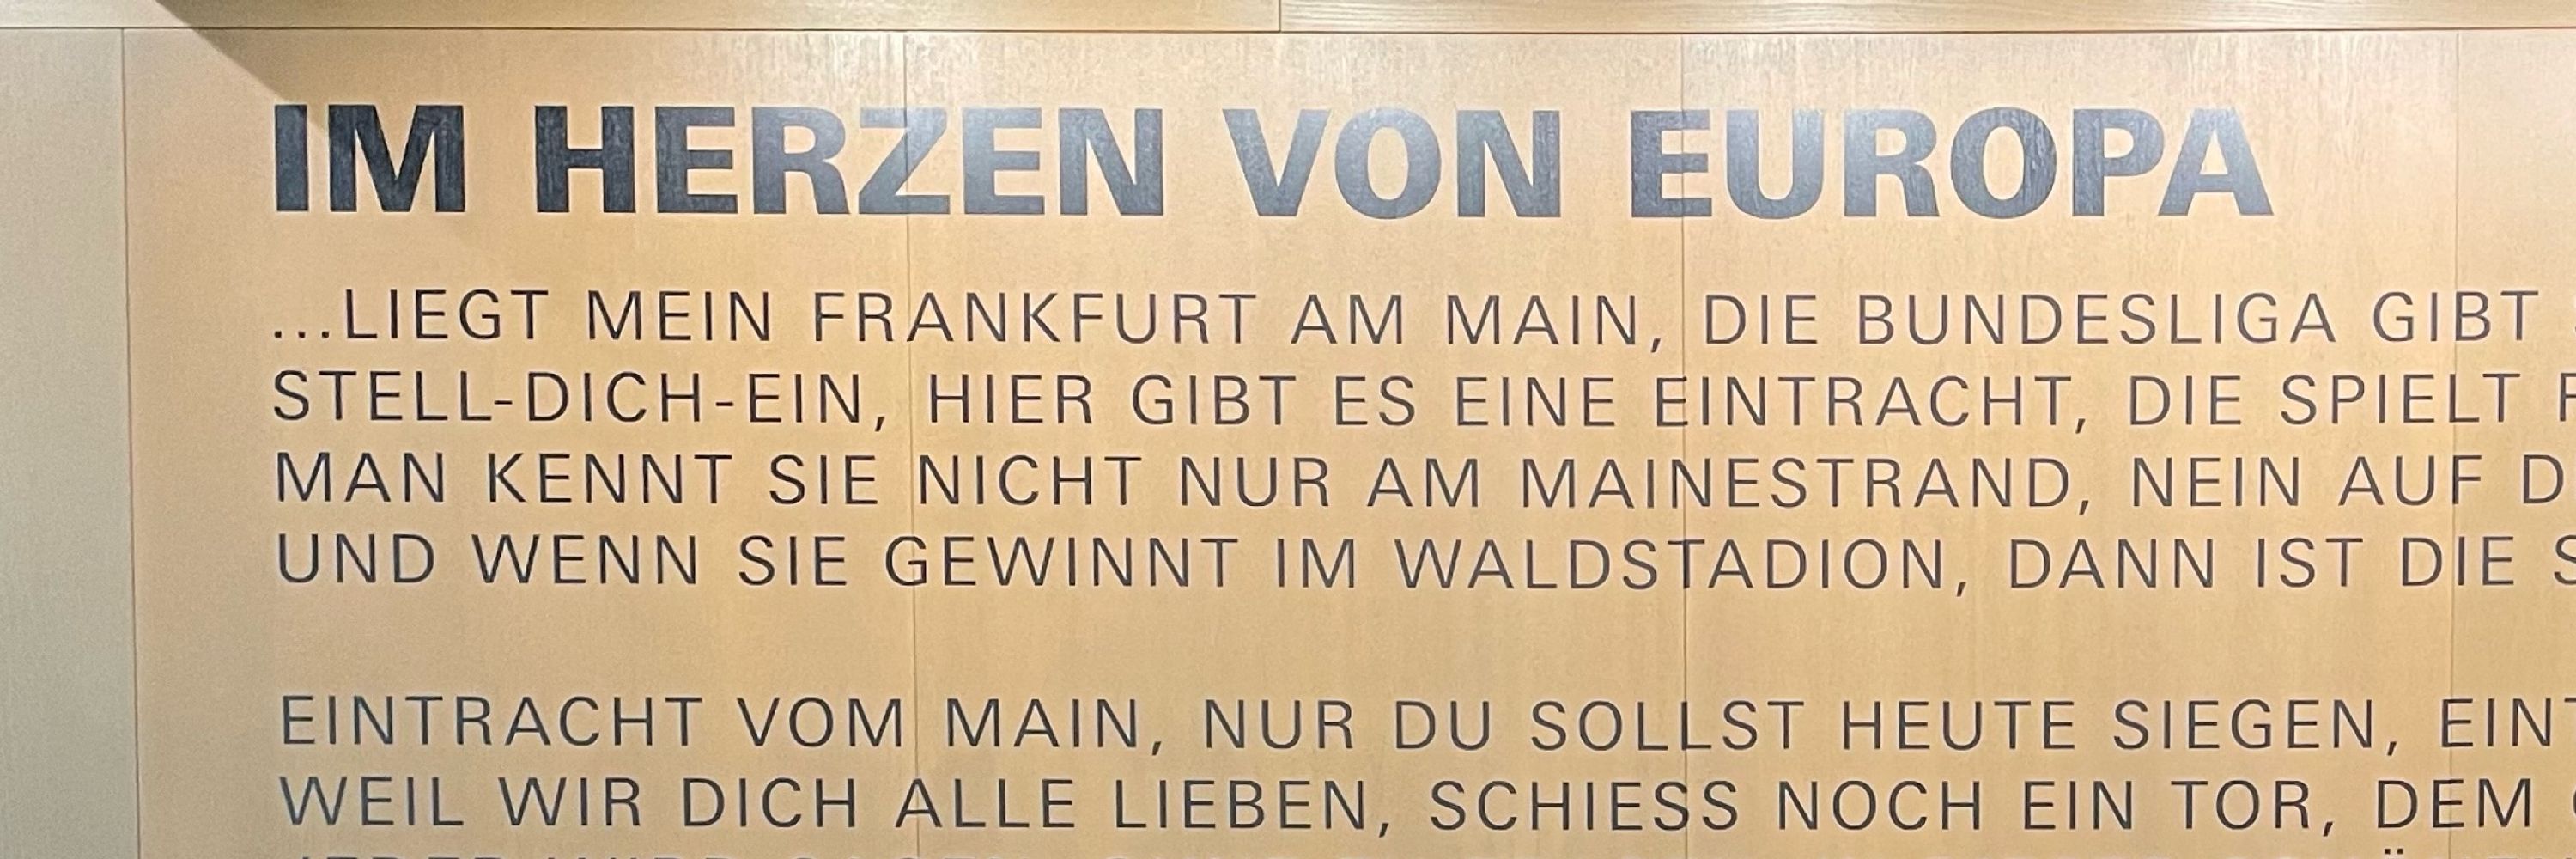 IM HERZEN VON EUROPA
...LIEGT MEIN FRANKFURT AM MAIN, DIE BUNDESLIGA GIBT
STELL-DICH-EIN, HIER GIBT ES EINE EINTRACHT, DIE SPIELT
MAN KENNT SIE NICHT NUR AM MAINESTRAND, NEIN AUF
UND WENN SIE GEWINNT IM WALDSTADION, DANN IST DIE
EINTRACHT VOM MAIN, NUR DU SOLLST HEUTE SIEGEN,
WEIL WIR DICH ALLE LIEBEN, SCHIESS NOCH EIN TOR, DEM